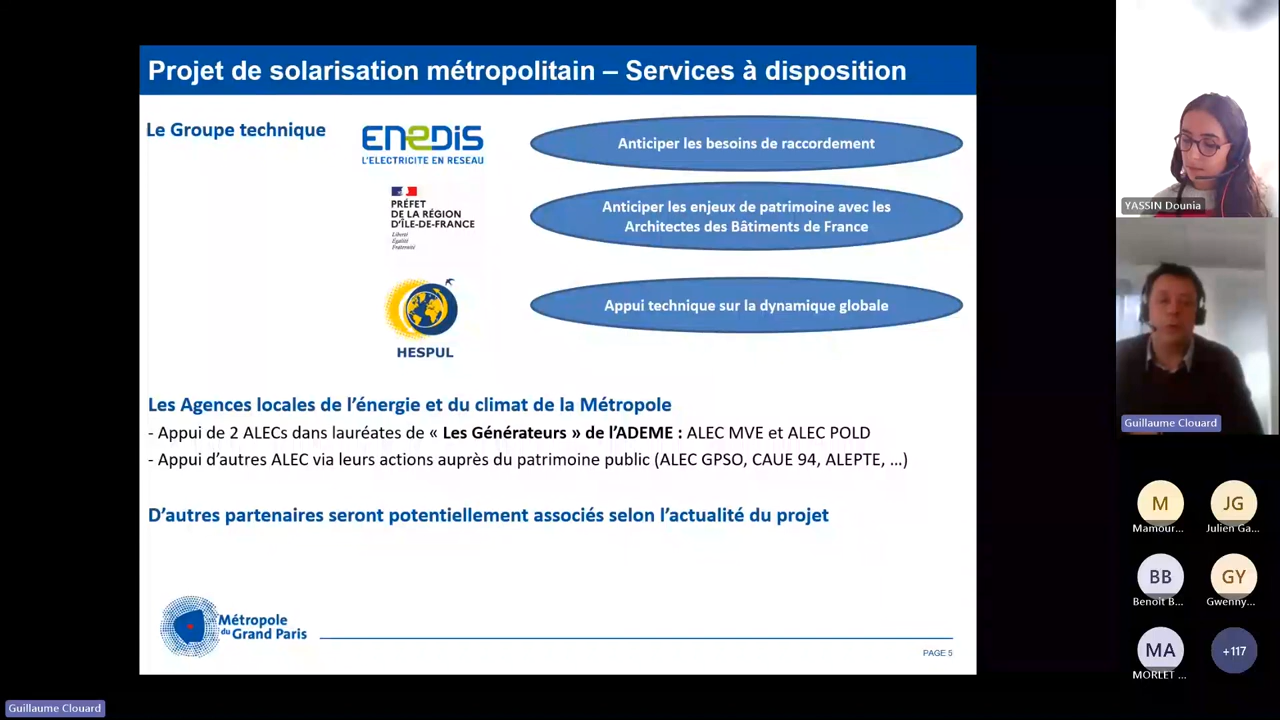 Projet de solarisation métropolitain – Services à disposition
Le Groupe technique
ENEDIS
L'ELECTRICITE EN RESEAU
Anticiper les besoins de raccordement
PRÉFET
DE LA RÉGION
D'ÎLE-DE-FRANCE
Liberté
Égalité
Fraternité
Anticiper les enjeux de patrimoine avec les
Architectes des Bâtiments de France
HESPUL
Appui technique sur la dynamique globale
Les Agences locales de l'énergie et du climat de la Métropole
- Appui de 2 ALECs dans lauréates de « Les Générateurs » de l'ADEME : ALEC MVE et ALEC POLD
- Appui d'autres ALEC via leurs actions auprès du patrimoine public (ALEC GPSO, CAUE 94, ALEPTE, …)
D'autres partenaires seront potentiellement associés selon l'actualité du projet
Métropole
du Grand Paris
PAGE 5
YASSIN Dounia
Guillaume Clouard
M
Mamour...
JG
Julien Ga...
BB
Benoit B...
GY
Gwenny...
MA
MORLET ...
+117
Guillaume Clouard